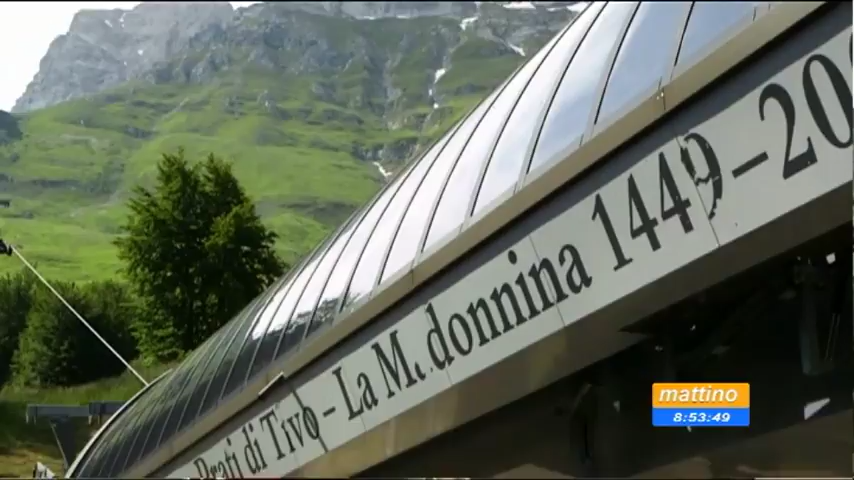 Prati di Tivo – La M. donnina 1449 – 20
mattino
8:53:49